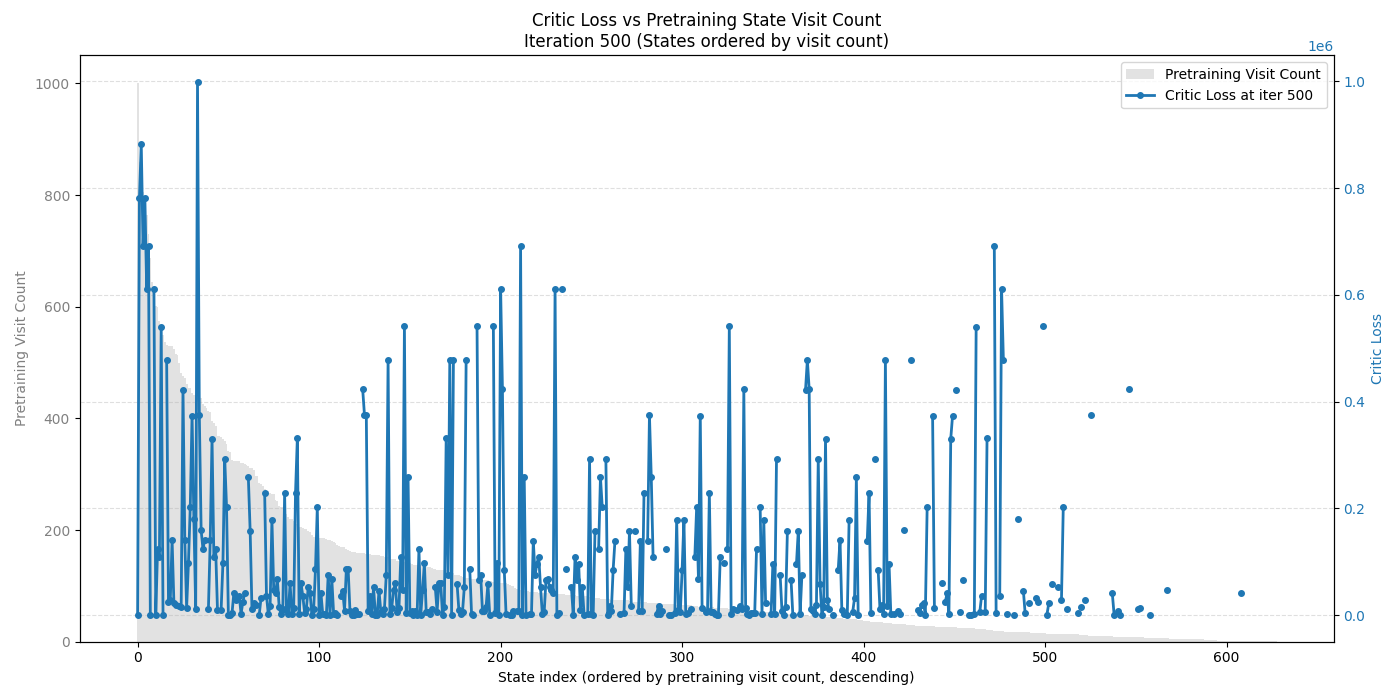 Critic Loss vs Pretraining State Visit Count
Iteration 500 (States ordered by visit count)
1e6
Pretraining Visit Count
Critic Loss at iter 500
Pretraining Visit Count
1000
800
600
400
200
0
1.0
0.8
0.6
0.4
0.2
0.0
Critic Loss
0 100 200 300 400 500 600
State index (ordered by pretraining visit count, descending)